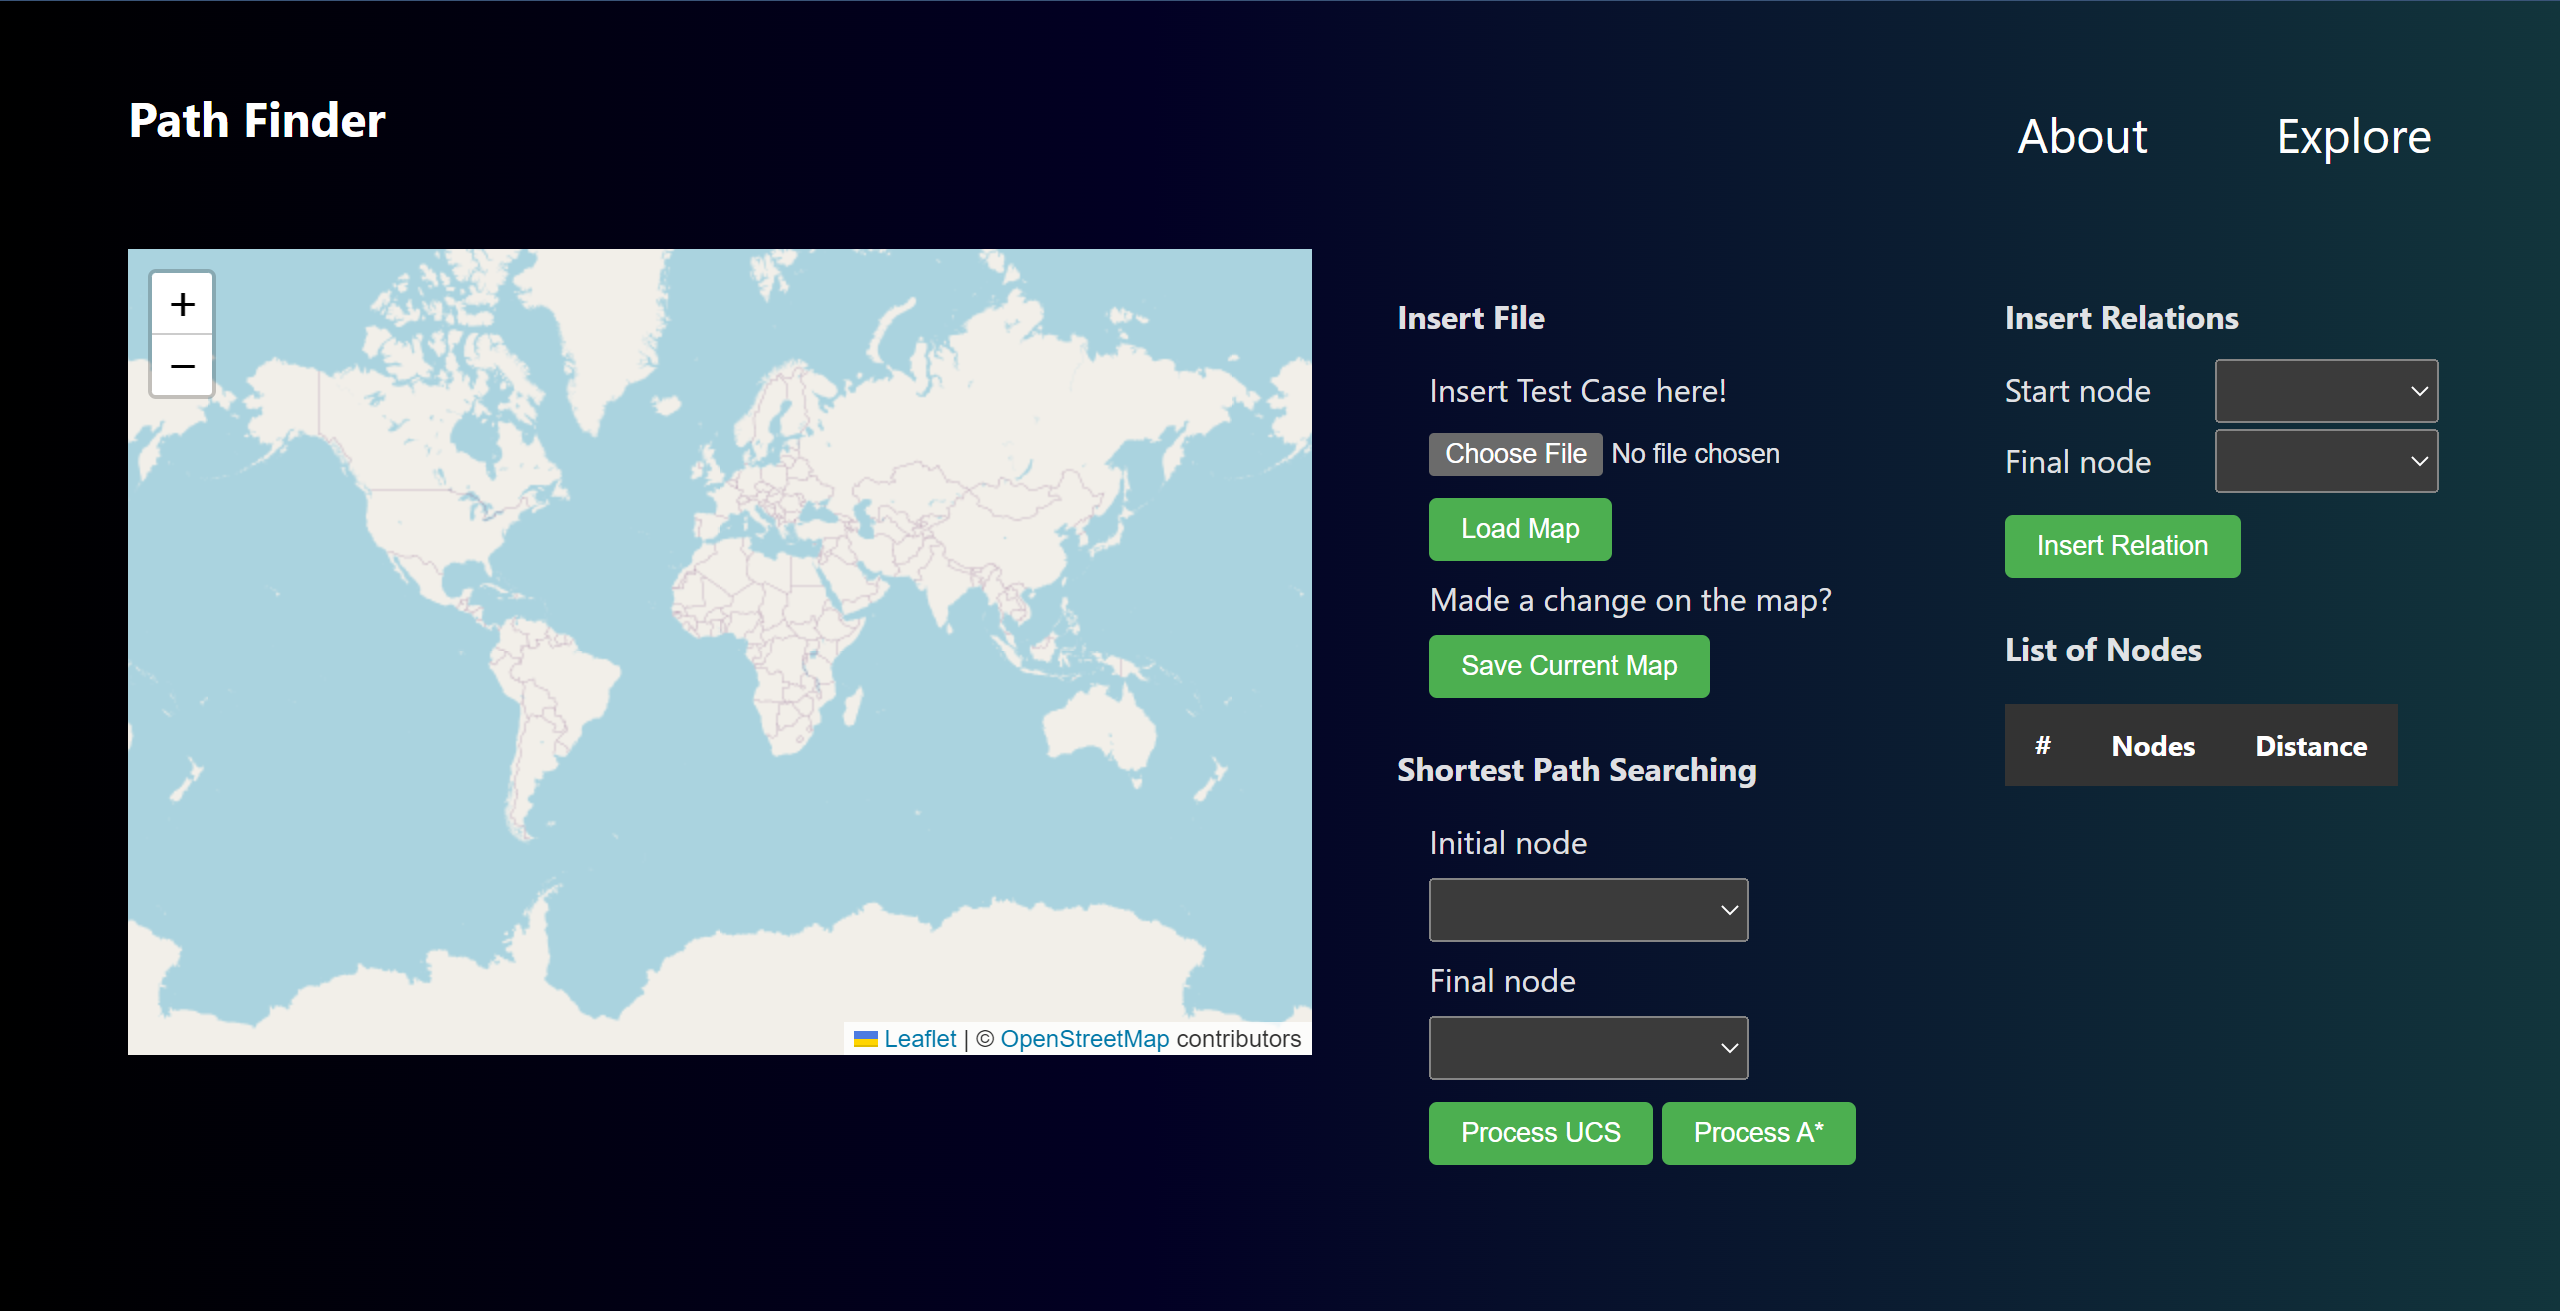 Path Finder
About
Explore
+
−
Leaflet | © OpenStreetMap contributors
Insert File
Insert Test Case here!
Choose File No file chosen
Load Map
Made a change on the map?
Save Current Map
Shortest Path Searching
Initial node
Final node
Process UCS
Process A*
Insert Relations
Start node
Final node
Insert Relation
List of Nodes
# Nodes Distance